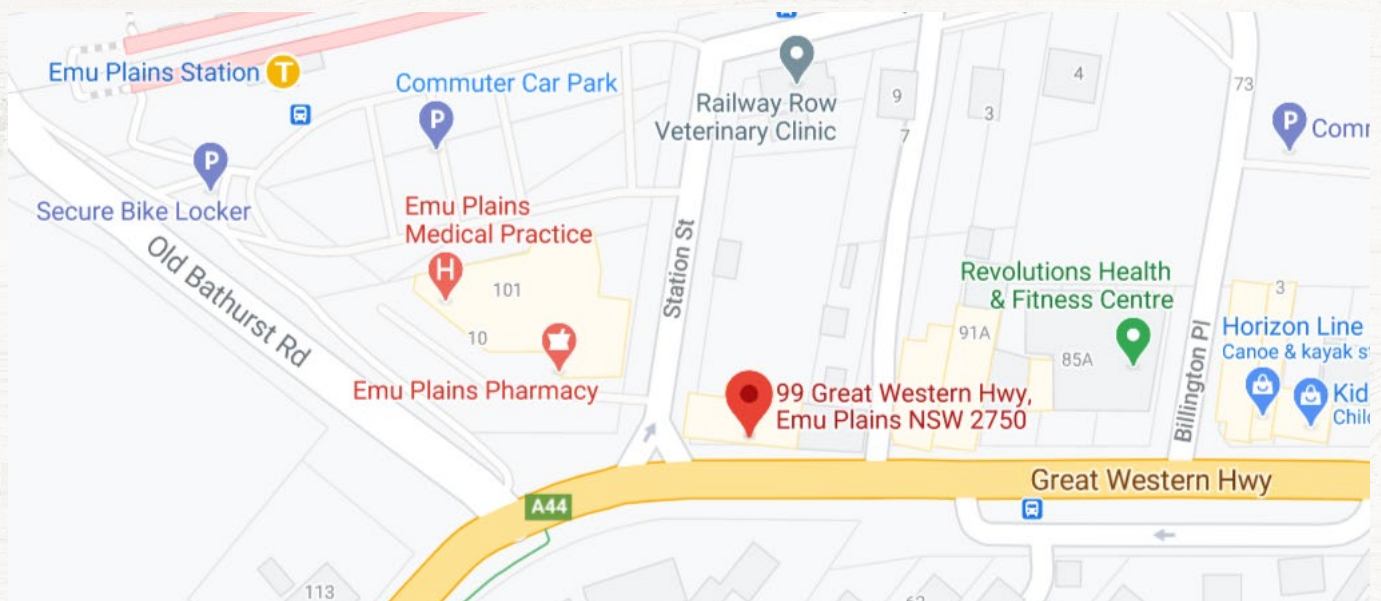 Emu Plains Station
T
Commuter Car Park
P
Railway Row
Veterinary Clinic
9
7
3
4
73
P
Comm
P
Secure Bike Locker
Old Bathurst Rd
Emu Plains
Medical Practice
H
101
10
Emu Plains Pharmacy
Station St
Revolutions Health
& Fitness Centre
91A
85A
Billington Pl
3
Horizon Line
Canoe & kayak s
Kid
Chil
99 Great Western Hwy,
Emu Plains NSW 2750
Great Western Hwy
A44
113